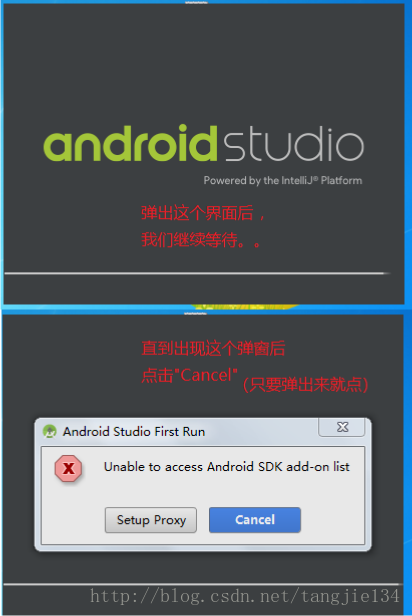 androidstudio
Powered by the IntelliJ® Platform
弹出这个界面后，
我们继续等待。。
直到出现这个弹窗后
点击"Cancel" (只要弹出来就点)
Android Studio First Run
Unable to access Android SDK add-on list
Setup Proxy Cancel
http://blog.csdn.net/tangjie134